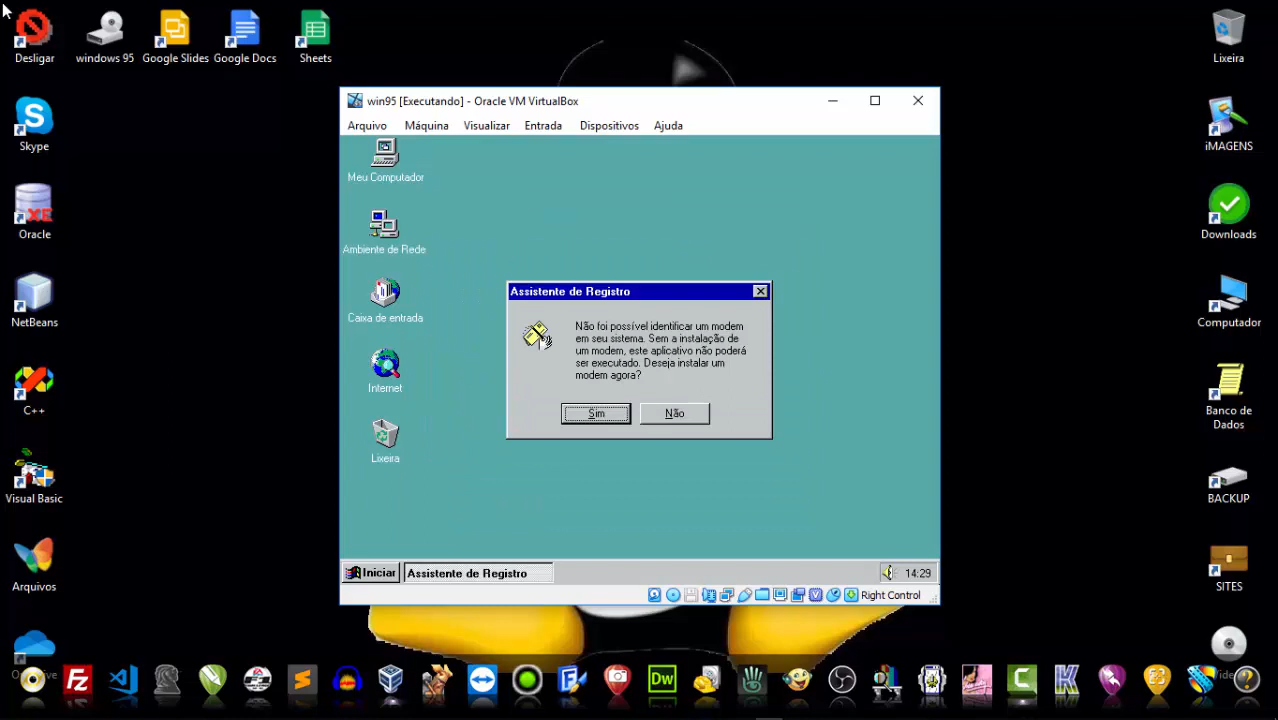 Desligar
windows 95
Google Slides
Google Docs
Sheets
Lixeira
Skype
iMAGENS
Oracle
Downloads
NetBeans
Computador
C++
Banco de
Dados
Visual Basic
BACKUP
Arquivos
SITES
win95 [Executando] - Oracle VM VirtualBox
Arquivo Máquina Visualizar Entrada Dispositivos Ajuda
Meu Computador
Ambiente de Rede
Caixa de entrada
Internet
Lixeira
Assistente de Registro
Não foi possível identificar um modem
em seu sistema. Sem a instalação de
um modem, este aplicativo não poderá
ser executado. Deseja instalar um
modem agora?
Sim Não
Iniciar Assistente de Registro 14:29
Right Control
XE
Fz
Dw